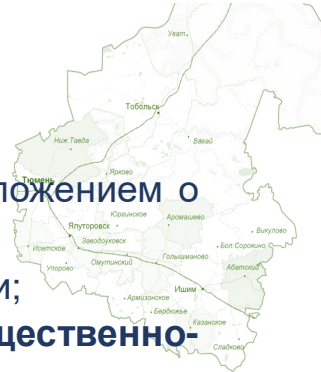 Уват
Тобольск
Ниж Тавда
Вагай
Тюмень
Ярково
ложением о
Юргинское
Аромашево
Ялуторовск
Викулово
Заводоуковск
Бол.Сорокино
Исетское
Голышманово
Омутинский
Абатский
Упорово
и;
Ишим
Армизонское
Бердюжье
Казанское
щественно-
Сладково